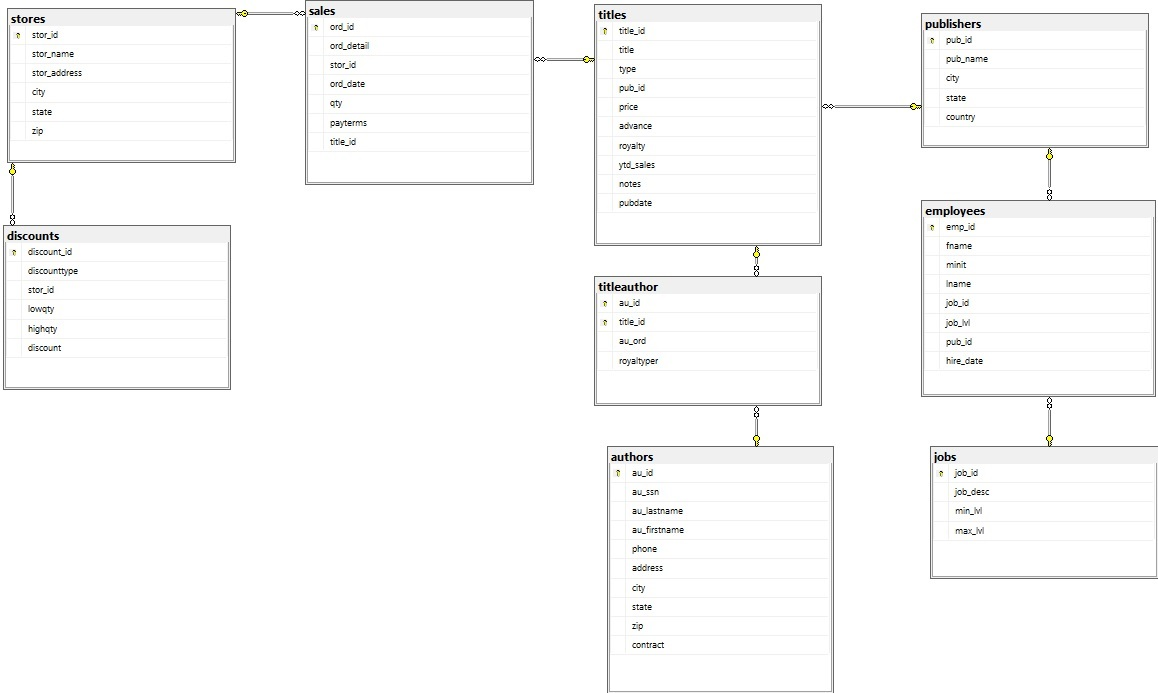 stores
stor_id
stor_name
stor_address
city
state
zip
sales
ord_id
ord_detail
stor_id
ord_date
qty
payterms
title_id
titles
title_id
title
type
pub_id
price
advance
royalty
ytd_sales
notes
pubdate
publishers
pub_id
pub_name
city
state
country
discounts
discount_id
discounttype
stor_id
lowqty
highqty
discount
titleauthor
au_id
title_id
au_ord
royaltyper
employees
emp_id
fname
minit
lname
job_id
job_lvl
pub_id
hire_date
authors
au_id
au_ssn
au_lastname
au_firstname
phone
address
city
state
zip
contract
jobs
job_id
job_desc
min_lvl
max_lvl